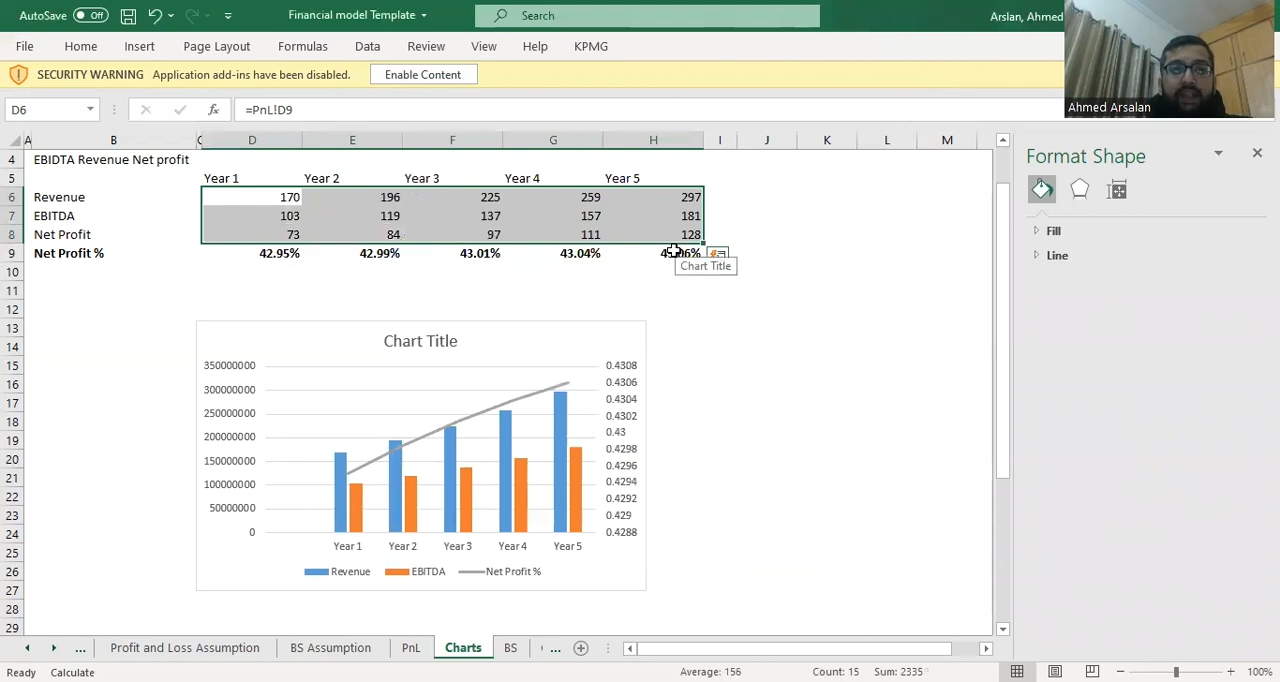 AutoSave Off
Financial model Template
Search
Arslan, Ahmed
File Home Insert Page Layout Formulas Data Review View Help KPMG
SECURITY WARNING Application add-ins have been disabled. Enable Content
Ahmed Arsalan
D6 fx =PnL!D9
A B C D E F G H I J K L M
Format Shape
4 EBIDTA Revenue Net profit
5 Year 1 Year 2 Year 3 Year 4 Year 5
6 Revenue 170 196 225 259 297
7 EBITDA 103 119 137 157 181
8 Net Profit 73 84 97 111 128
9 Net Profit % 42.95% 42.99% 43.01% 43.04%
Chart Title
Fill
Line
10
11
12
13
14
15
16
17
18
19
20
21
22
23
24
25
26
27
28
29
Chart Title
350000000
300000000
250000000
200000000
150000000
100000000
50000000
0
0.4308
0.4306
0.4304
0.4302
0.43
0.4298
0.4296
0.4294
0.4292
0.429
0.4288
Year 1 Year 2 Year 3 Year 4 Year 5
Revenue EBITDA Net Profit %
... Profit and Loss Assumption BS Assumption PnL Charts BS ...
Ready Calculate Average: 156 Count: 15 Sum: 2335 100%